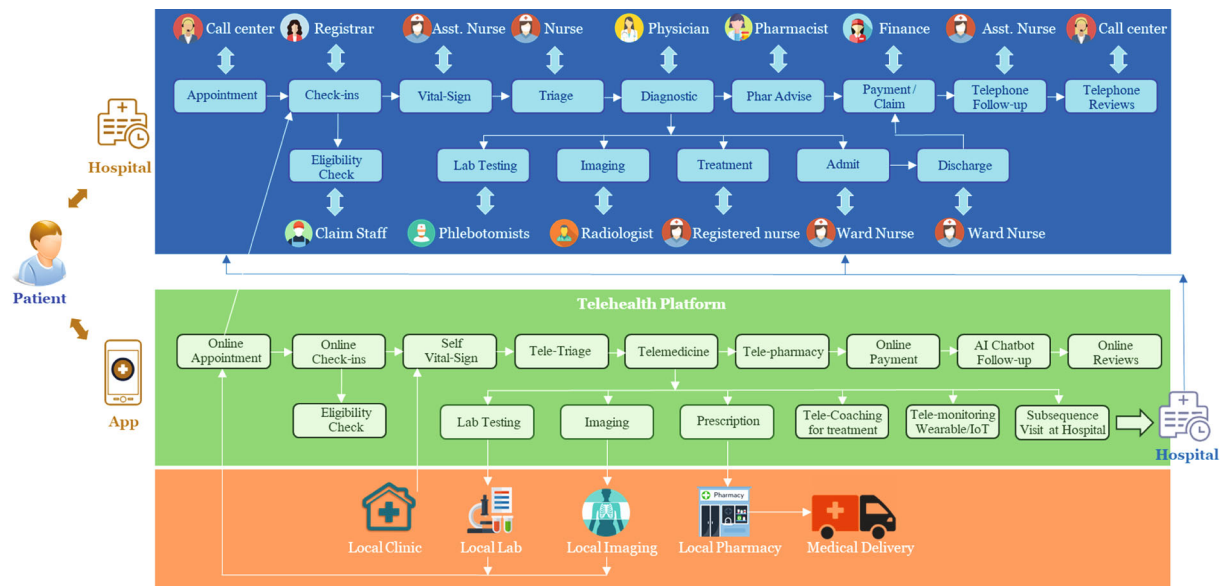 Call center
Registrar
Asst. Nurse
Nurse
Physician
Pharmacist
Finance
Asst. Nurse
Call center
Appointment
Check-ins
Vital-Sign
Triage
Diagnostic
Phar Advise
Payment /
Claim
Telephone
Follow-up
Telephone
Reviews
Hospital
Eligibility
Check
Lab Testing
Imaging
Treatment
Admit
Discharge
Claim Staff
Phlebotomists
Radiologist
Registered nurse
Ward Nurse
Ward Nurse
Patient
Telehealth Platform
Online
Appointment
Online
Check-ins
Self
Vital-Sign
Tele-Triage
Telemedicine
Tele-pharmacy
Online
Payment
AI Chatbot
Follow-up
Online
Reviews
App
Eligibility
Check
Lab Testing
Imaging
Prescription
Tele-Coaching
for treatment
Tele-monitoring
Wearable/IoT
Subsequence
Visit at Hospital
Hospital
Pharmacy
Local Clinic
Local Lab
Local Imaging
Local Pharmacy
Medical Delivery